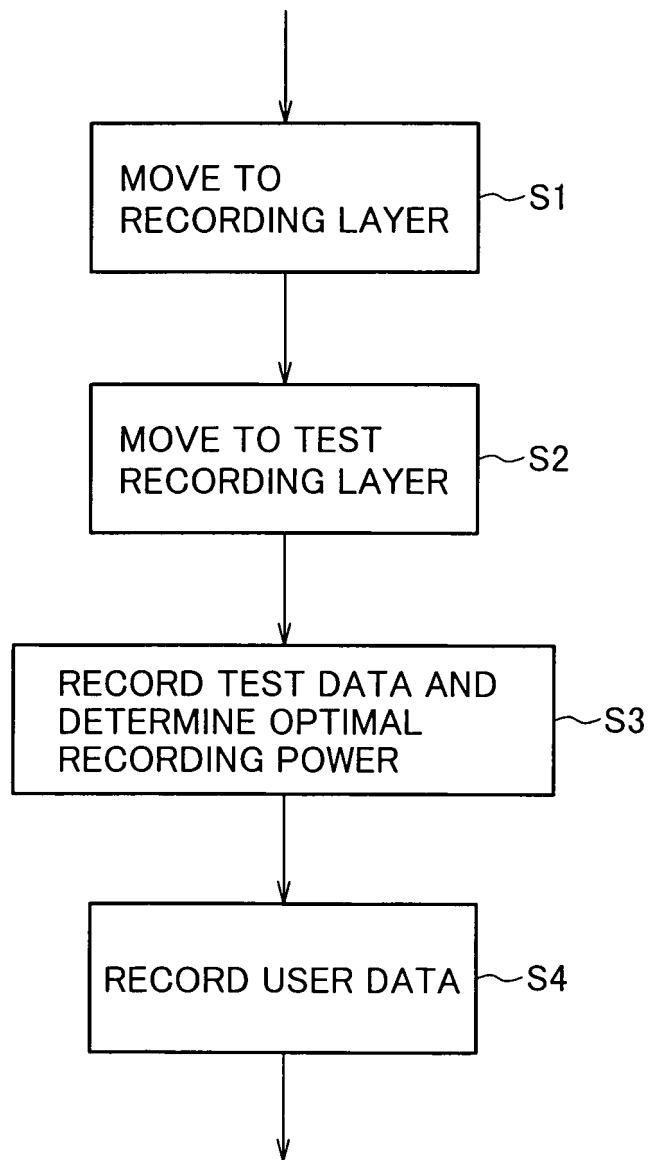 MOVE TO
RECORDING LAYER
S1
MOVE TO TEST
RECORDING LAYER
S2
RECORD TEST DATA AND
DETERMINE OPTIMAL
RECORDING POWER
S3
RECORD USER DATA
S4